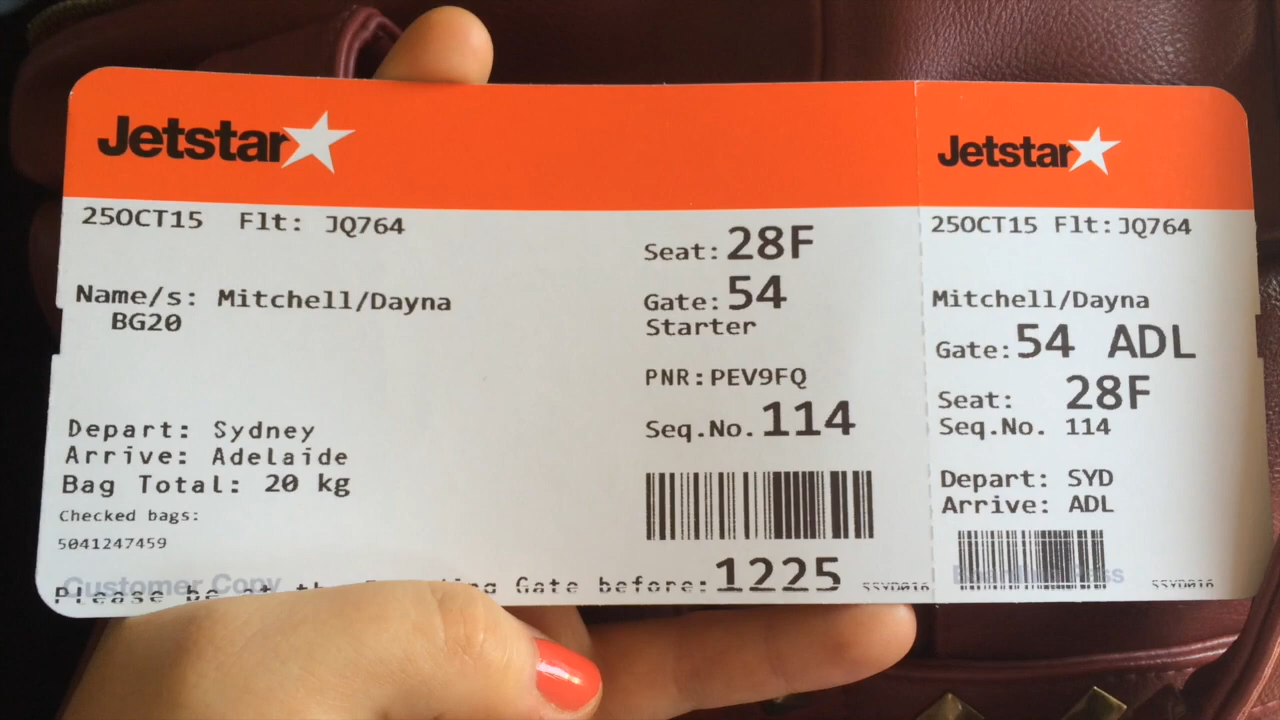 Jetstar
25OCT15 Flt: JQ764
Name/s: Mitchell/Dayna
BG20
Depart: Sydney
Arrive: Adelaide
Bag Total: 20 kg
Checked bags:
5041247459
Customer Copy
Please be at the Gate before: 1225
Seat: 28F
Gate: 54
Starter
PNR: PEV9FQ
Seq.No. 114
SSYD016
Jetstar
25OCT15 Flt: JQ764
Mitchell/Dayna
Gate: 54 ADL
Seat: 28F
Seq.No. 114
Depart: SYD
Arrive: ADL
SSYD016